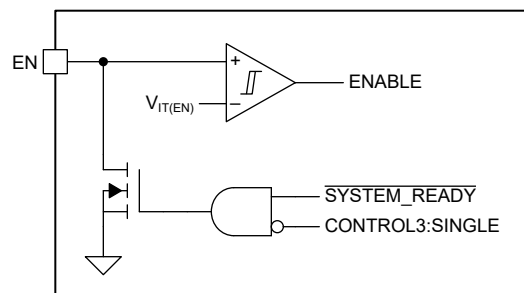 EN
ENABLE
V_IT(EN)
SYSTEM_READY
CONTROL3:SINGLE